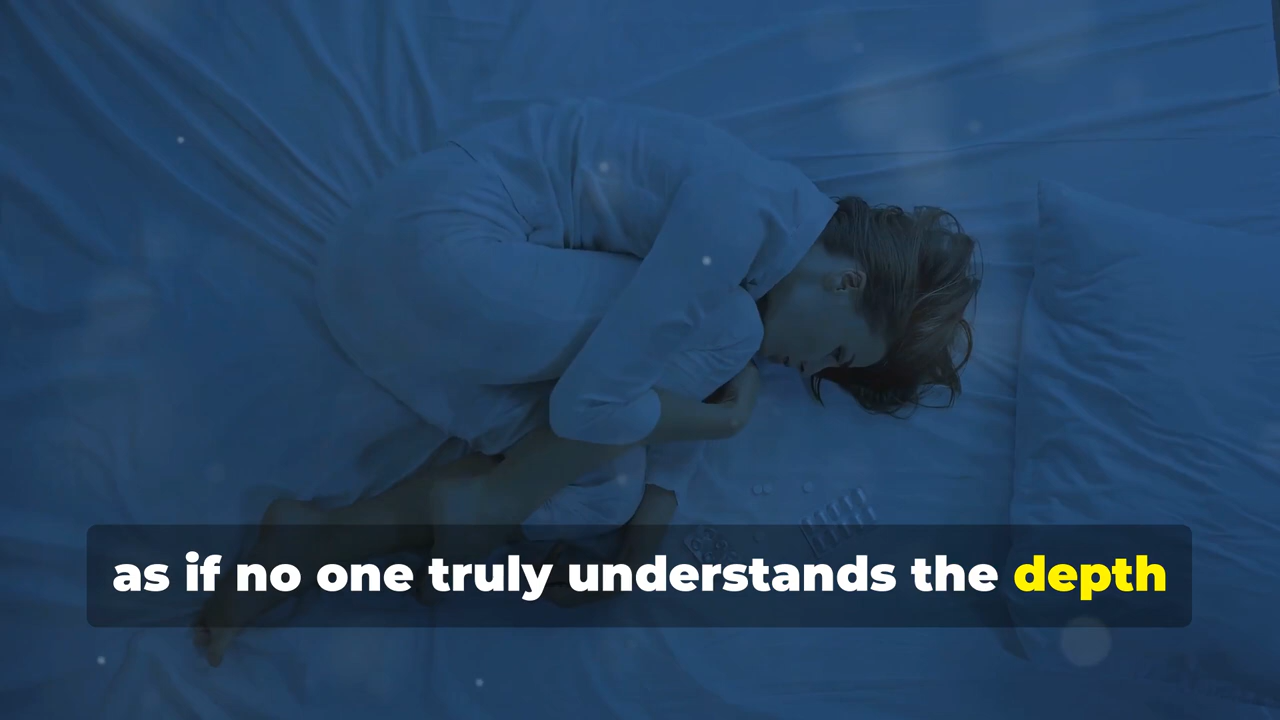 as if no one truly understands the depth